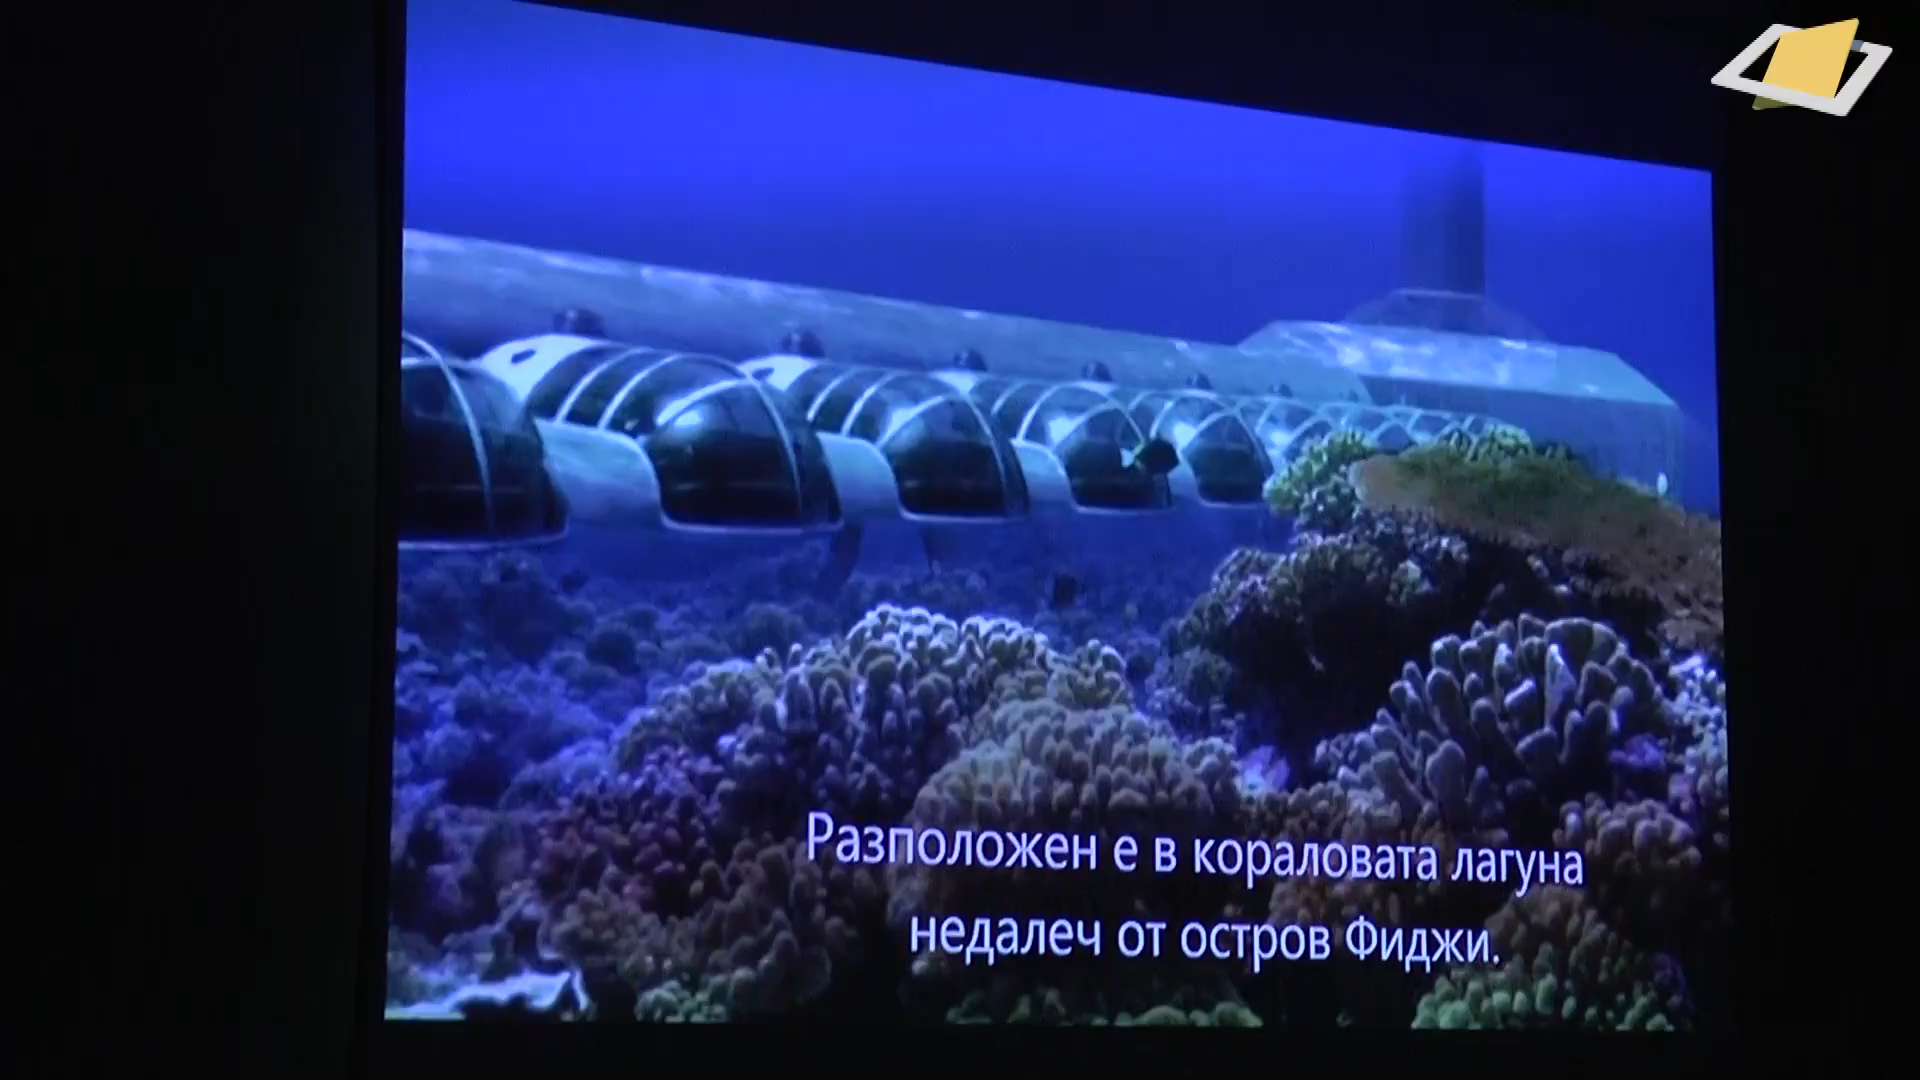 Разположен е в кораловата лагуна
недалеч от остров Фиджи.